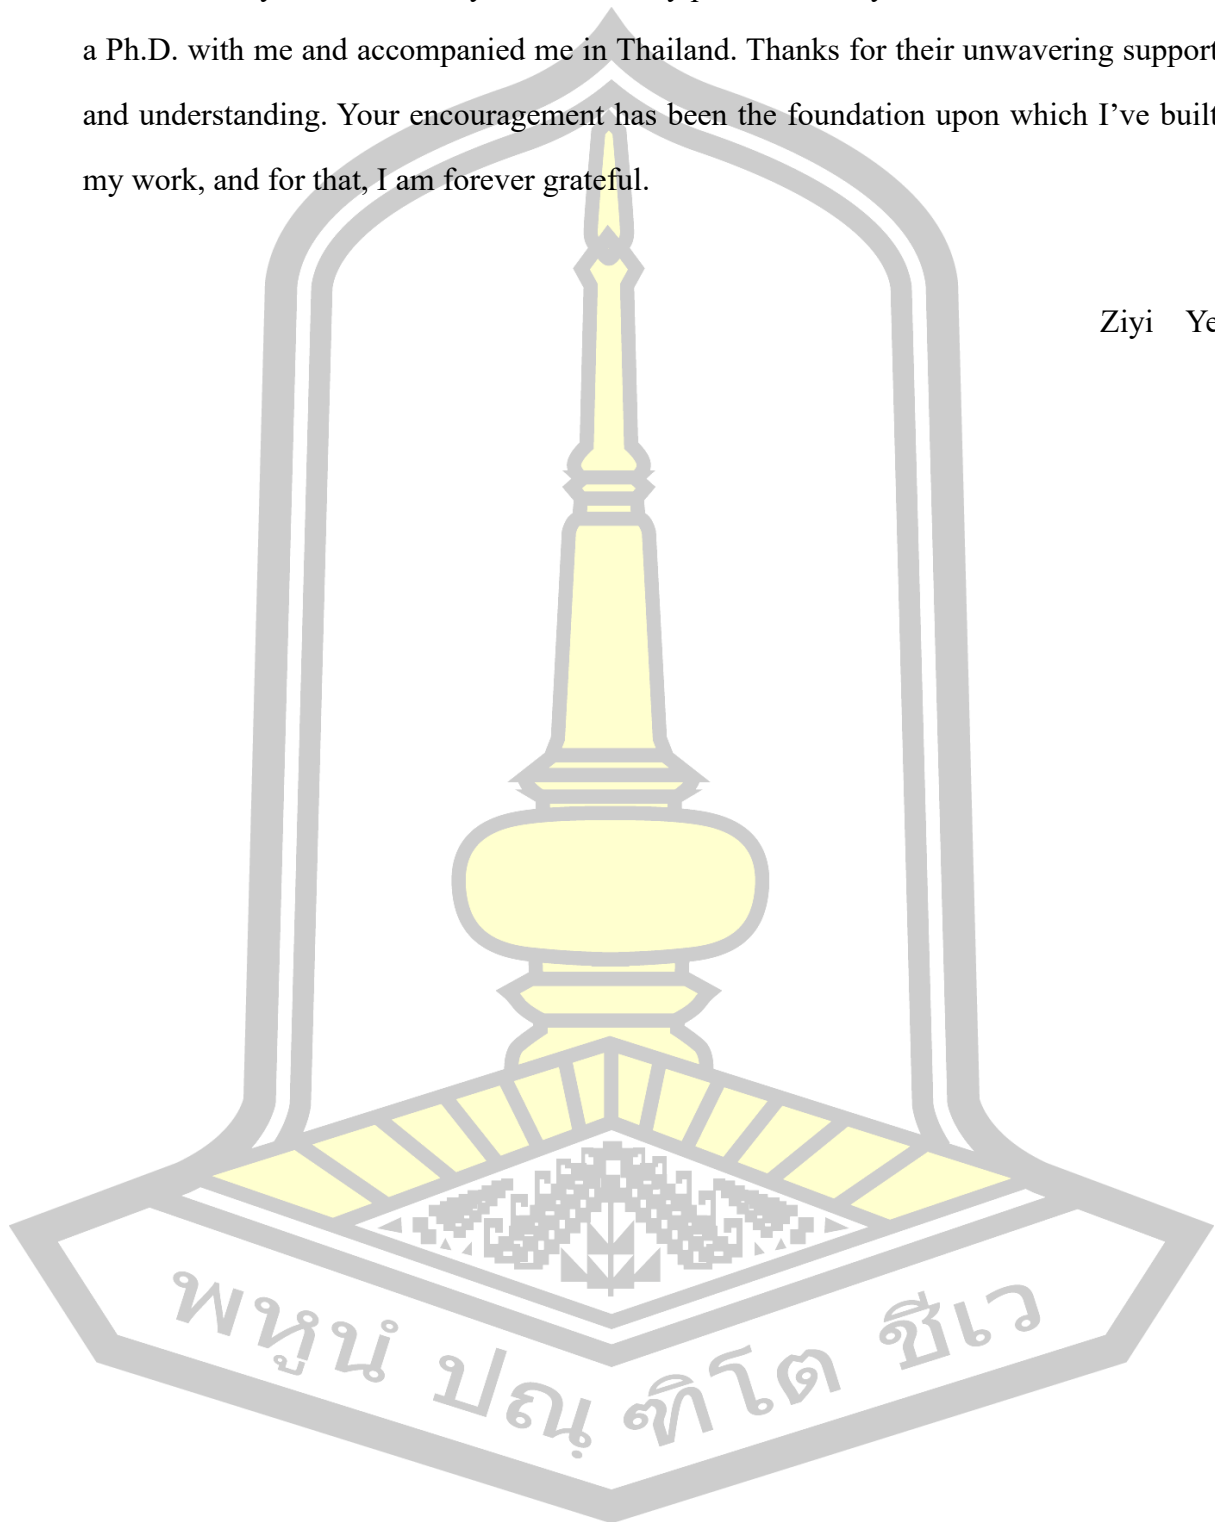 a Ph.D. with me and accompanied me in Thailand. Thanks for their unwavering support
and understanding. Your encouragement has been the foundation upon which I’ve built
my work, and for that, I am forever grateful.
Ziyi Ye
พหูนํ ปณฺ ฑิโต ชีเว